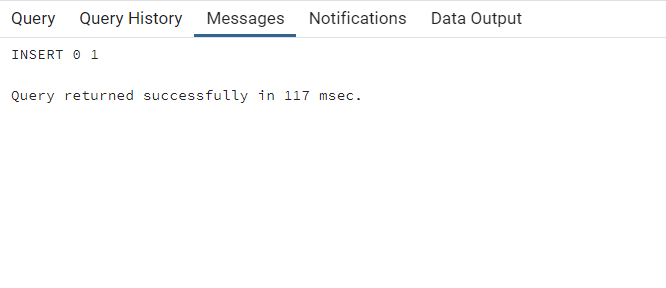 Query Query History Messages Notifications Data Output
INSERT 0 1
Query returned successfully in 117 msec.